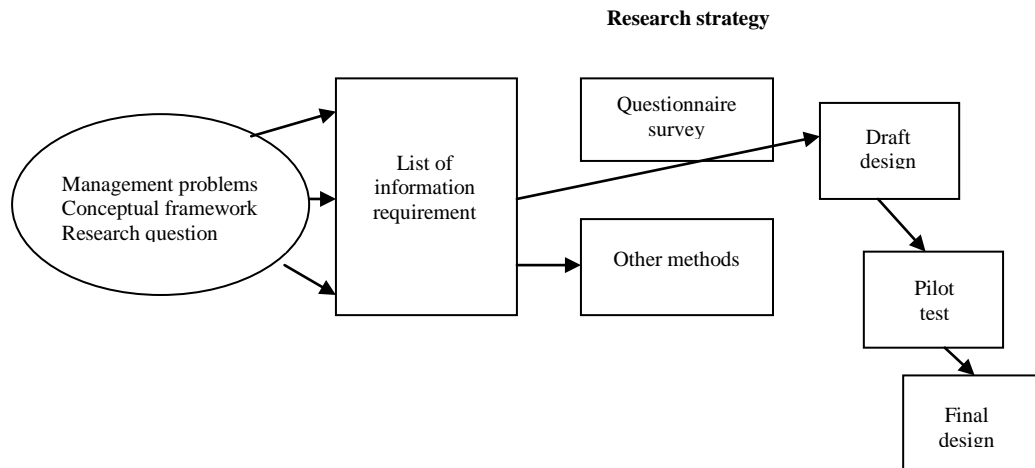 Research strategy
Management problems
Conceptual framework
Research question
List of
information
requirement
Questionnaire
survey
Other methods
Draft
design
Pilot
test
Final
design